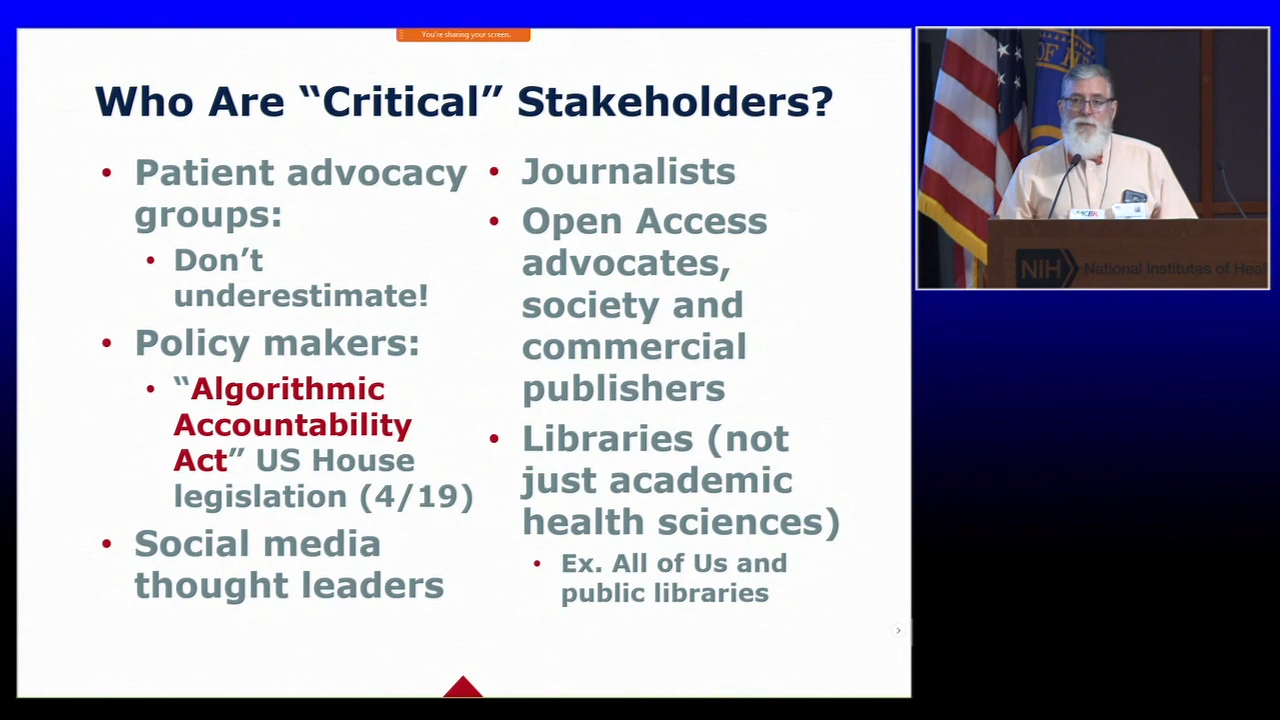 You're sharing your screen.
Who Are “Critical” Stakeholders?
• Patient advocacy
groups:
• Don’t
underestimate!
• Policy makers:
• “Algorithmic
Accountability
Act” US House
legislation (4/19)
• Social media
thought leaders
• Journalists
• Open Access
advocates,
society and
commercial
publishers
• Libraries (not
just academic
health sciences)
• Ex. All of Us and
public libraries
OF
NIH National Institutes of Heal